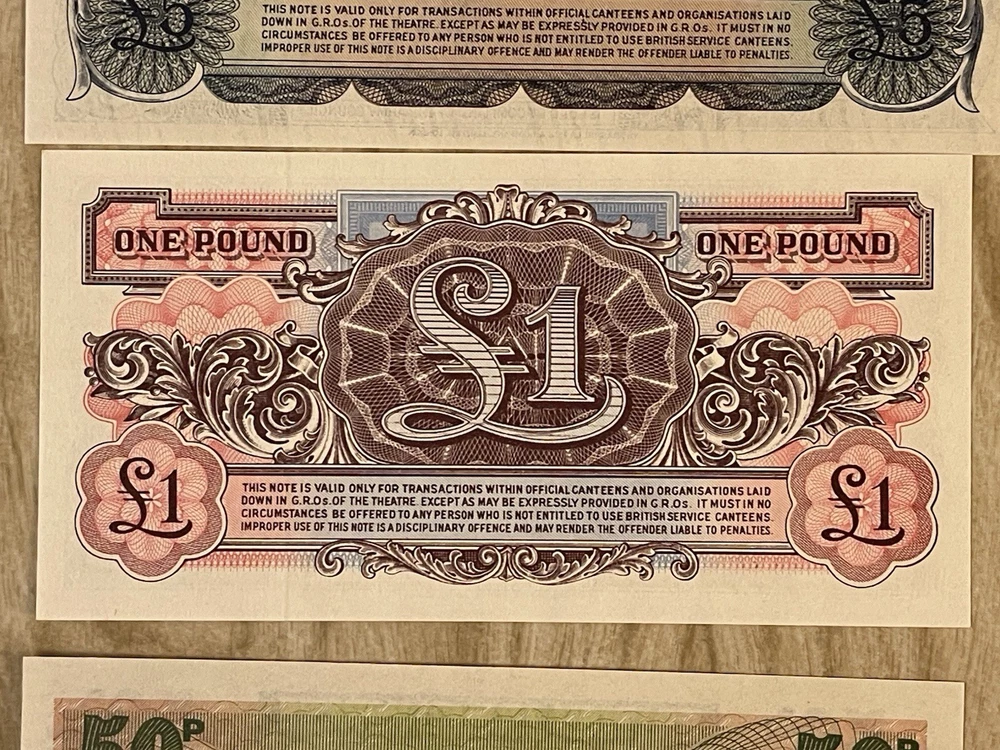 £5 £5
THIS NOTE IS VALID ONLY FOR TRANSACTIONS WITHIN OFFICIAL CANTEENS AND ORGANISATIONS LAID
DOWN IN G.R.Os. OF THE THEATRE. EXCEPT AS MAY BE EXPRESSLY PROVIDED IN G.R.Os. IT MUST IN NO
CIRCUMSTANCES BE OFFERED TO ANY PERSON WHO IS NOT ENTITLED TO USE BRITISH SERVICE CANTEENS.
IMPROPER USE OF THIS NOTE IS A DISCIPLINARY OFFENCE AND MAY RENDER THE OFFENDER LIABLE TO PENALTIES.
ONE POUND ONE POUND
£1
£1 £1
THIS NOTE IS VALID ONLY FOR TRANSACTIONS WITHIN OFFICIAL CANTEENS AND ORGANISATIONS LAID
DOWN IN G.R.Os. OF THE THEATRE. EXCEPT AS MAY BE EXPRESSLY PROVIDED IN G.R.Os. IT MUST IN NO
CIRCUMSTANCES BE OFFERED TO ANY PERSON WHO IS NOT ENTITLED TO USE BRITISH SERVICE CANTEENS.
IMPROPER USE OF THIS NOTE IS A DISCIPLINARY OFFENCE AND MAY RENDER THE OFFENDER LIABLE TO PENALTIES.
50P